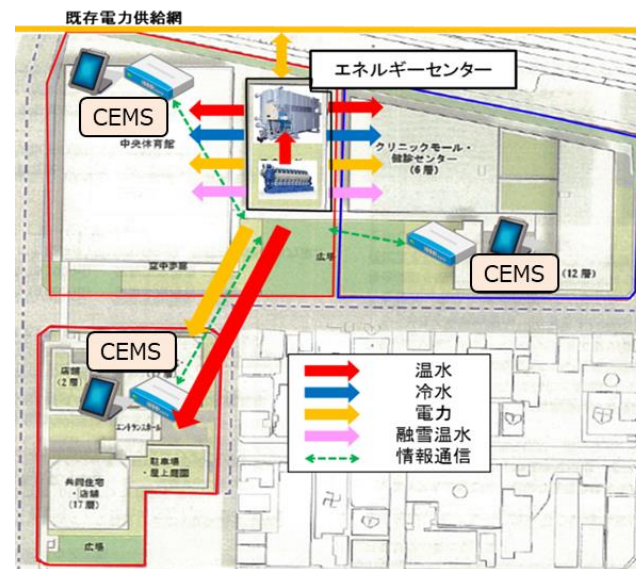 既存電力供給網
エネルギーセンター
CEMS
中央体育館
クリニックモール・
健診センター
(6層)
広場
CEMS
(12層)
空中歩廊
CEMS
店舗
(2層)
エントランスホール
駐車場
・屋上庭園
共同住宅
・店舗
(17層)
広場
温水
冷水
電力
融雪温水
情報通信